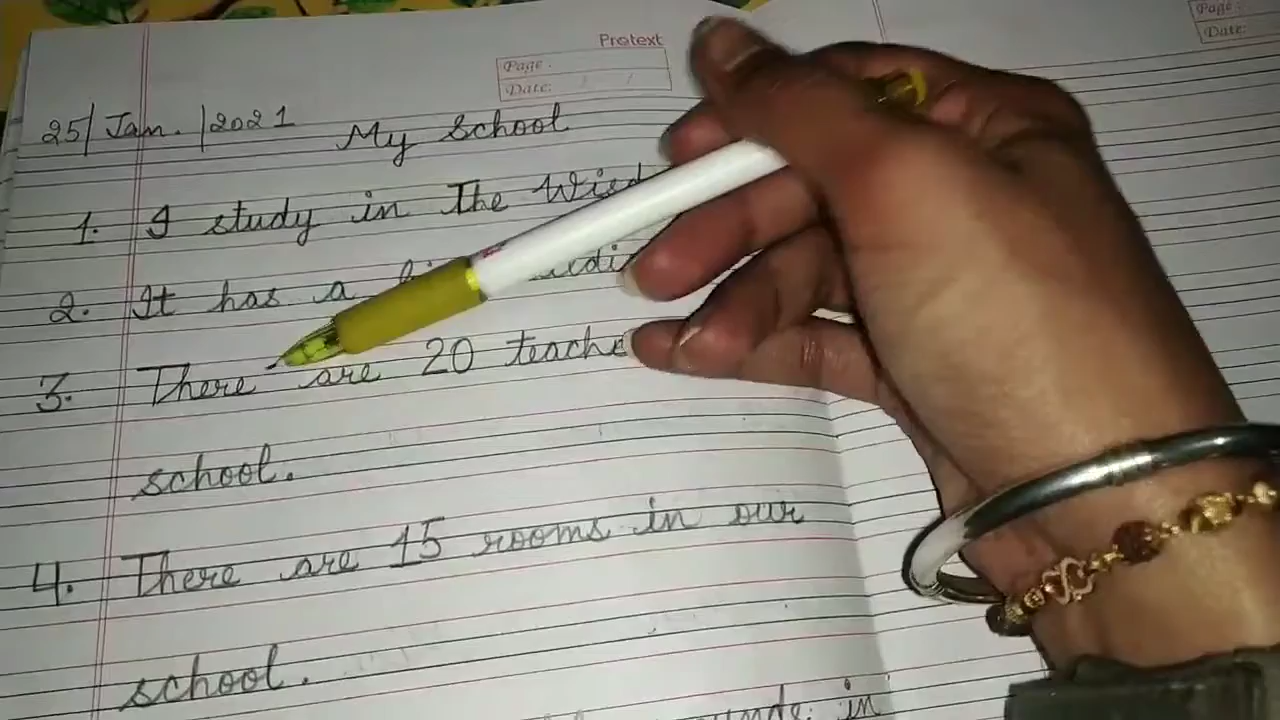 Protext
Page :
Page :
Date:
Date:
25/ Jan. /2021 My School
1. I study in The
2. It has a
3. There are 20
school.
4. There are 15 rooms in our
school.
in